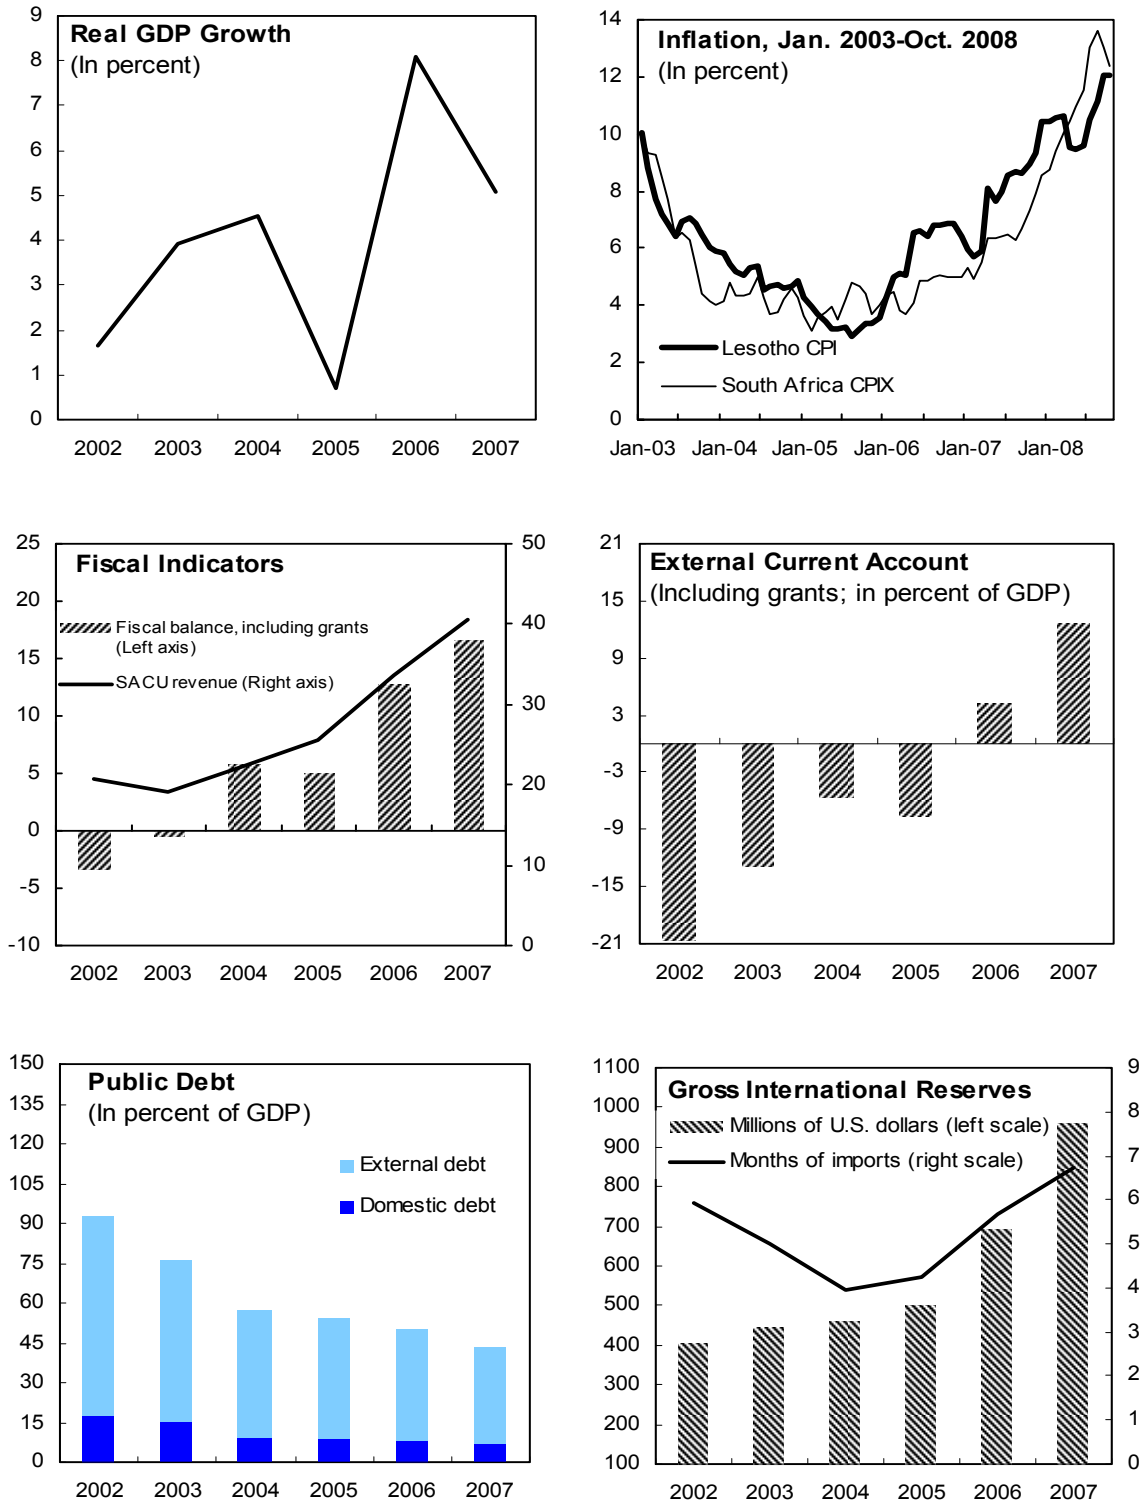 Real GDP Growth
(In percent)
9
8
7
6
5
4
3
2
1
0
2002 2003 2004 2005 2006 2007
Inflation, Jan. 2003-Oct. 2008
(In percent)
14
12
10
8
6
4
2
0
Lesotho CPI
South Africa CPIX
Jan-03 Jan-04 Jan-05 Jan-06 Jan-07 Jan-08
Fiscal Indicators
25
20
15
10
5
0
-5
-10
Fiscal balance, including grants
(Left axis)
SACU revenue (Right axis)
50
40
30
20
10
0
2002 2003 2004 2005 2006 2007
External Current Account
(Including grants; in percent of GDP)
21
15
9
3
-3
-9
-15
-21
2002 2003 2004 2005 2006 2007
Public Debt
(In percent of GDP)
150
135
120
105
90
75
60
45
30
15
0
External debt
Domestic debt
2002 2003 2004 2005 2006 2007
Gross International Reserves
1100
1000
900
800
700
600
500
400
300
200
100
Millions of U.S. dollars (left scale)
Months of imports (right scale)
9
8
7
6
5
4
3
2
1
0
2002 2003 2004 2005 2006 2007